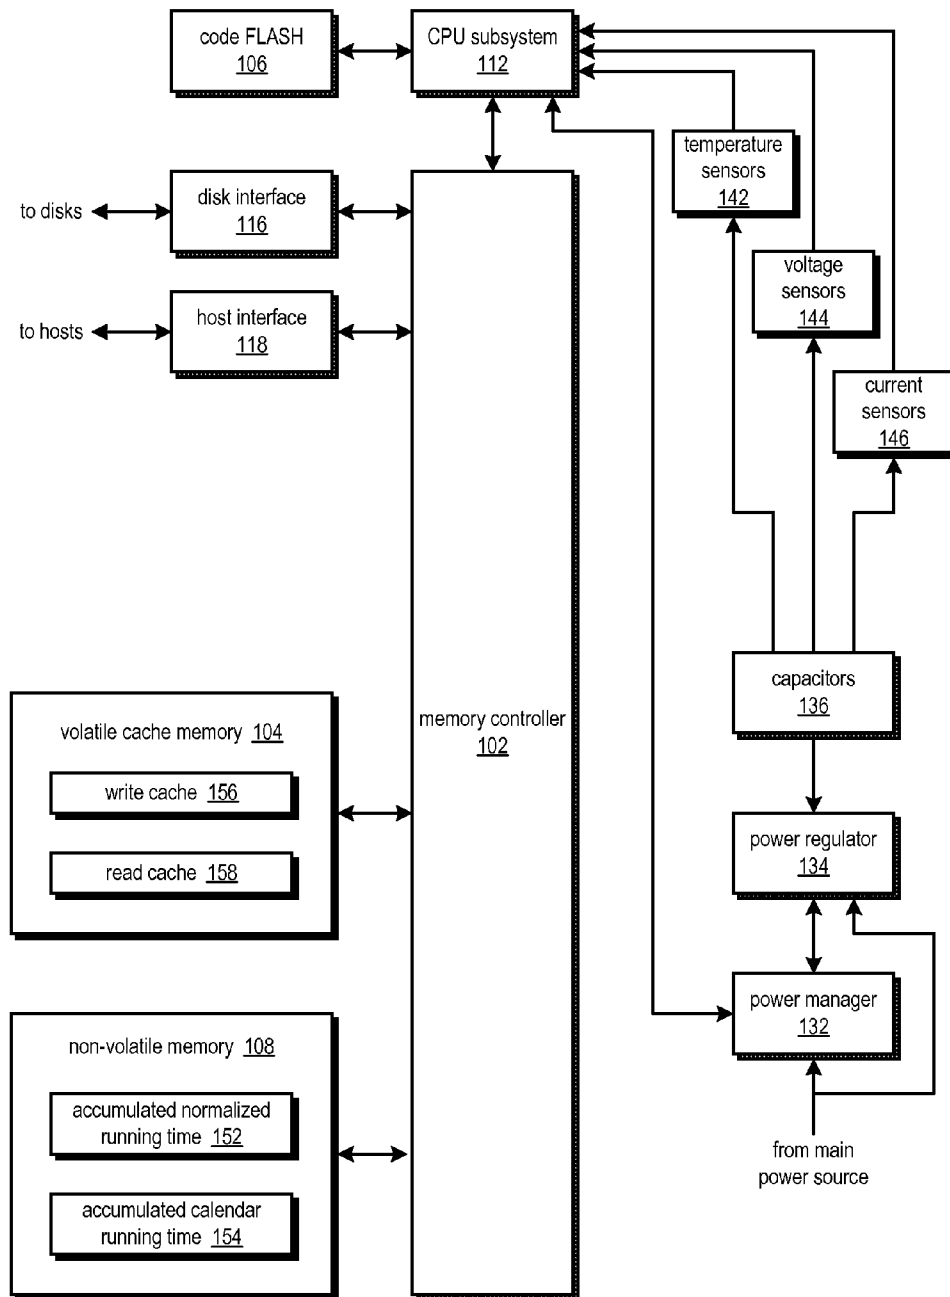 code FLASH
106
CPU subsystem
112
temperature
sensors
142
to disks
disk interface
116
voltage
sensors
144
to hosts
host interface
118
current
sensors
146
capacitors
136
memory controller
102
volatile cache memory 104
write cache 156
read cache 158
power regulator
134
power manager
132
non-volatile memory 108
accumulated normalized
running time 152
accumulated calendar
running time 154
from main
power source